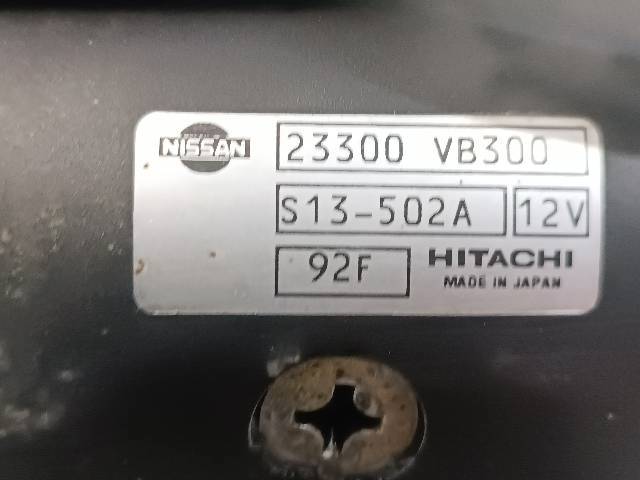 NISSAN 23300 VB300
S13-502A 12V
92F HITACHI
MADE IN JAPAN